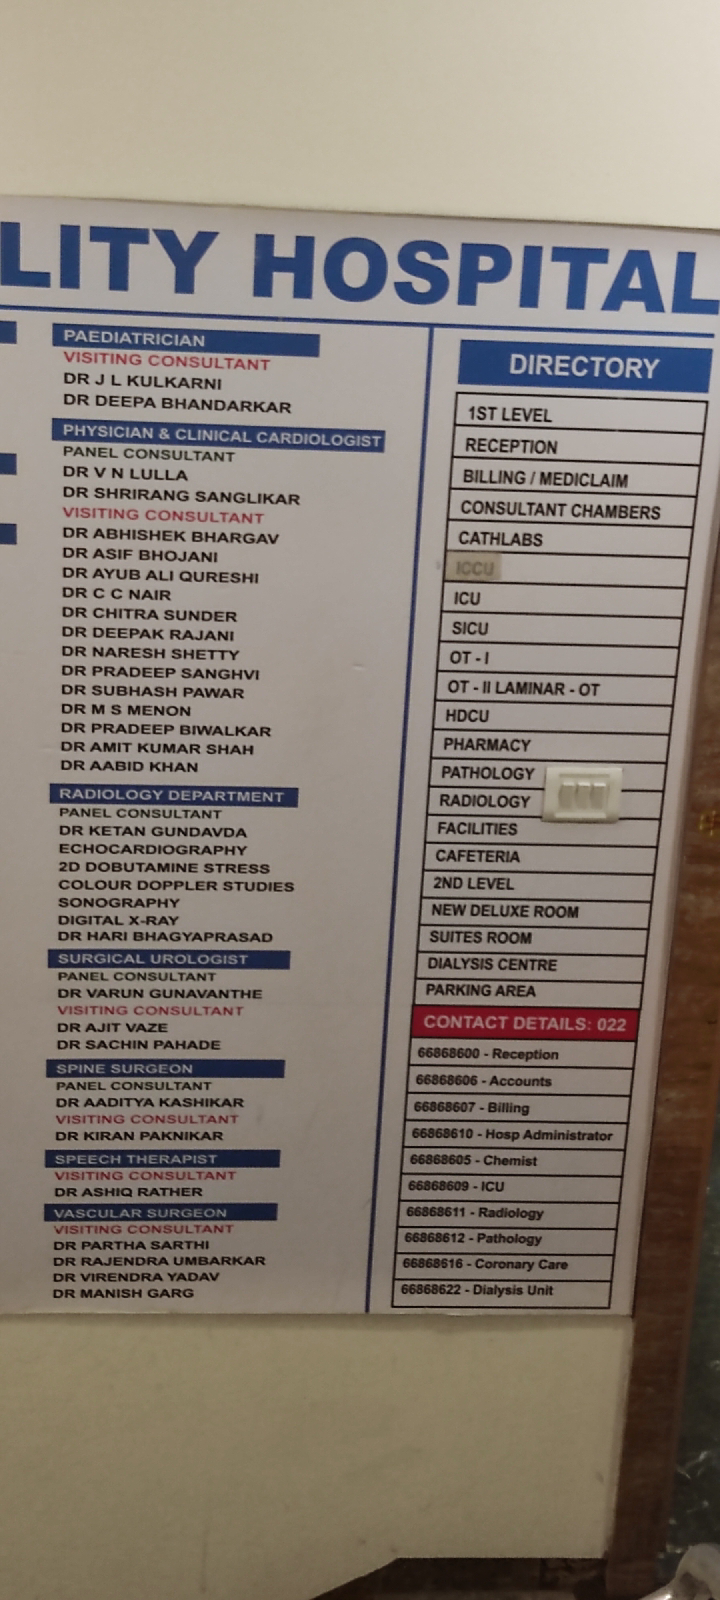 LITY HOSPITAL
PAEDIATRICIAN
VISITING CONSULTANT
DR J L KULKARNI
DR DEEPA BHANDARKAR
PHYSICIAN & CLINICAL CARDIOLOGIST
PANEL CONSULTANT
DR V N LULLA
DR SHRIRANG SANGLIKAR
VISITING CONSULTANT
DR ABHISHEK BHARGAV
DR ASIF BHOJANI
DR AYUB ALI QURESHI
DR C C NAIR
DR CHITRA SUNDER
DR DEEPAK RAJANI
DR NARESH SHETTY
DR PRADEEP SANGHVI
DR SUBHASH PAWAR
DR M S MENON
DR PRADEEP BIWALKAR
DR AMIT KUMAR SHAH
DR AABID KHAN
RADIOLOGY DEPARTMENT
PANEL CONSULTANT
DR KETAN GUNDAVDA
ECHOCARDIOGRAPHY
2D DOBUTAMINE STRESS
COLOUR DOPPLER STUDIES
SONOGRAPHY
DIGITAL X-RAY
DR HARI BHAGYAPRASAD
SURGICAL UROLOGIST
PANEL CONSULTANT
DR VARUN GUNAVANTHE
VISITING CONSULTANT
DR AJIT VAZE
DR SACHIN PAHADE
SPINE SURGEON
PANEL CONSULTANT
DR AADITYA KASHIKAR
VISITING CONSULTANT
DR KIRAN PAKNIKAR
SPEECH THERAPIST
VISITING CONSULTANT
DR ASHIQ RATHER
VASCULAR SURGEON
VISITING CONSULTANT
DR PARTHA SARTHI
DR RAJENDRA UMBARKAR
DR VIRENDRA YADAV
DR MANISH GARG
DIRECTORY
1ST LEVEL
RECEPTION
BILLING / MEDICLAIM
CONSULTANT CHAMBERS
CATHLABS
ICCU
ICU
SICU
OT - I
OT - II LAMINAR - OT
HDCU
PHARMACY
PATHOLOGY
RADIOLOGY
FACILITIES
CAFETERIA
2ND LEVEL
NEW DELUXE ROOM
SUITES ROOM
DIALYSIS CENTRE
PARKING AREA
CONTACT DETAILS: 022
66868600 - Reception
66868606 - Accounts
66868607 - Billing
66868610 - Hosp Administrator
66868605 - Chemist
66868609 - ICU
66868611 - Radiology
66868612 - Pathology
66868616 - Coronary Care
66868622 - Dialysis Unit